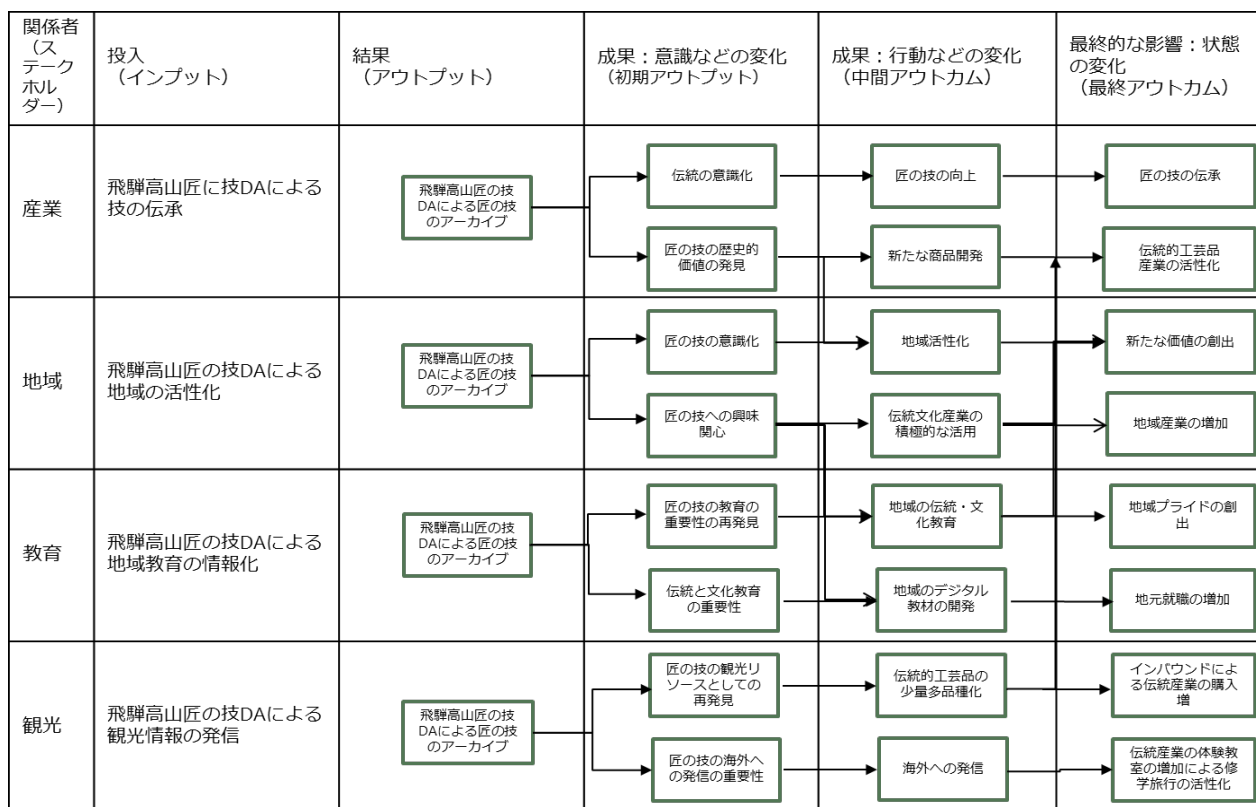 関係者
（ス
テーク
ホル
ダー）
投入
（インプット）
結果
（アウトプット）
成果：意識などの変化
（初期アウトプット）
成果：行動などの変化
（中間アウトカム）
最終的な影響：状態
の変化
（最終アウトカム）
産業
飛騨高山匠に技DAによる
技の伝承
飛騨高山匠の技
DAによる匠の技
のアーカイブ
伝統の意識化
匠の技の向上
匠の技の伝承
匠の技の歴史的
価値の発見
新たな商品開発
伝統的工芸品
産業の活性化
地域
飛騨高山匠の技DAによる
地域の活性化
飛騨高山匠の技
DAによる匠の技
のアーカイブ
匠の技の意識化
地域活性化
新たな価値の創出
匠の技への興味
関心
伝統文化産業の
積極的な活用
地域産業の増加
教育
飛騨高山匠の技DAによる
地域教育の情報化
飛騨高山匠の技
DAによる匠の技
のアーカイブ
匠の技の教育の
重要性の再発見
地域の伝統・文
化教育
地域プライドの創
出
伝統と文化教育
の重要性
地域のデジタル
教材の開発
地元就職の増加
観光
飛騨高山匠の技DAによる
観光情報の発信
飛騨高山匠の技
DAによる匠の技
のアーカイブ
匠の技の観光リ
ソースとしての
再発見
伝統的工芸品の
少量多品種化
インバウンドによ
る伝統産業の購入
増
匠の技の海外へ
の発信の重要性
海外への発信
伝統産業の体験教
室の増加による修
学旅行の活性化